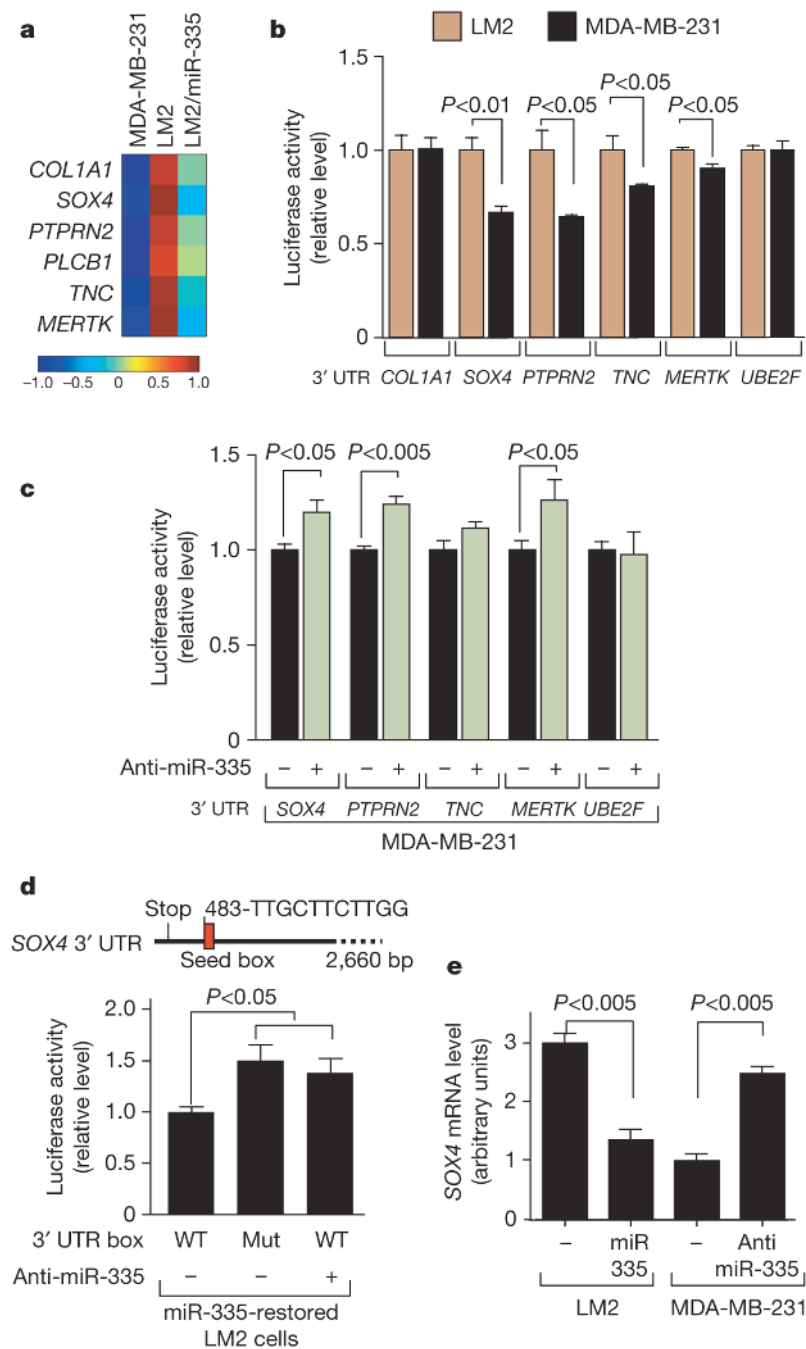 a
MDA-MB-231
LM2
LM2/miR-335
COL1A1
SOX4
PTPRN2
PLCB1
TNC
MERTK
−1.0 −0.5 0 0.5 1.0
b
LM2 MDA-MB-231
Luciferase activity
(relative level)
1.5
1.0
0.5
0
P<0.01 P<0.05 P<0.05 P<0.05
3′ UTR COL1A1 SOX4 PTPRN2 TNC MERTK UBE2F
c
Luciferase activity
(relative level)
1.5
1.0
0.5
0
P<0.05 P<0.005 P<0.05
Anti-miR-335 − + − + − + − + − +
3′ UTR SOX4 PTPRN2 TNC MERTK UBE2F
MDA-MB-231
d
Stop 483-TTGCTTCTTGG
SOX4 3′ UTR
Seed box 2,660 bp
Luciferase activity
(relative level)
2.0
1.5
1.0
0.5
0
P<0.05
3′ UTR box WT Mut WT
Anti-miR-335 − − +
miR-335-restored
LM2 cells
e
SOX4 mRNA level
(arbitrary units)
3
2
1
0
P<0.005 P<0.005
− miR − Anti
335 miR-335
LM2 MDA-MB-231